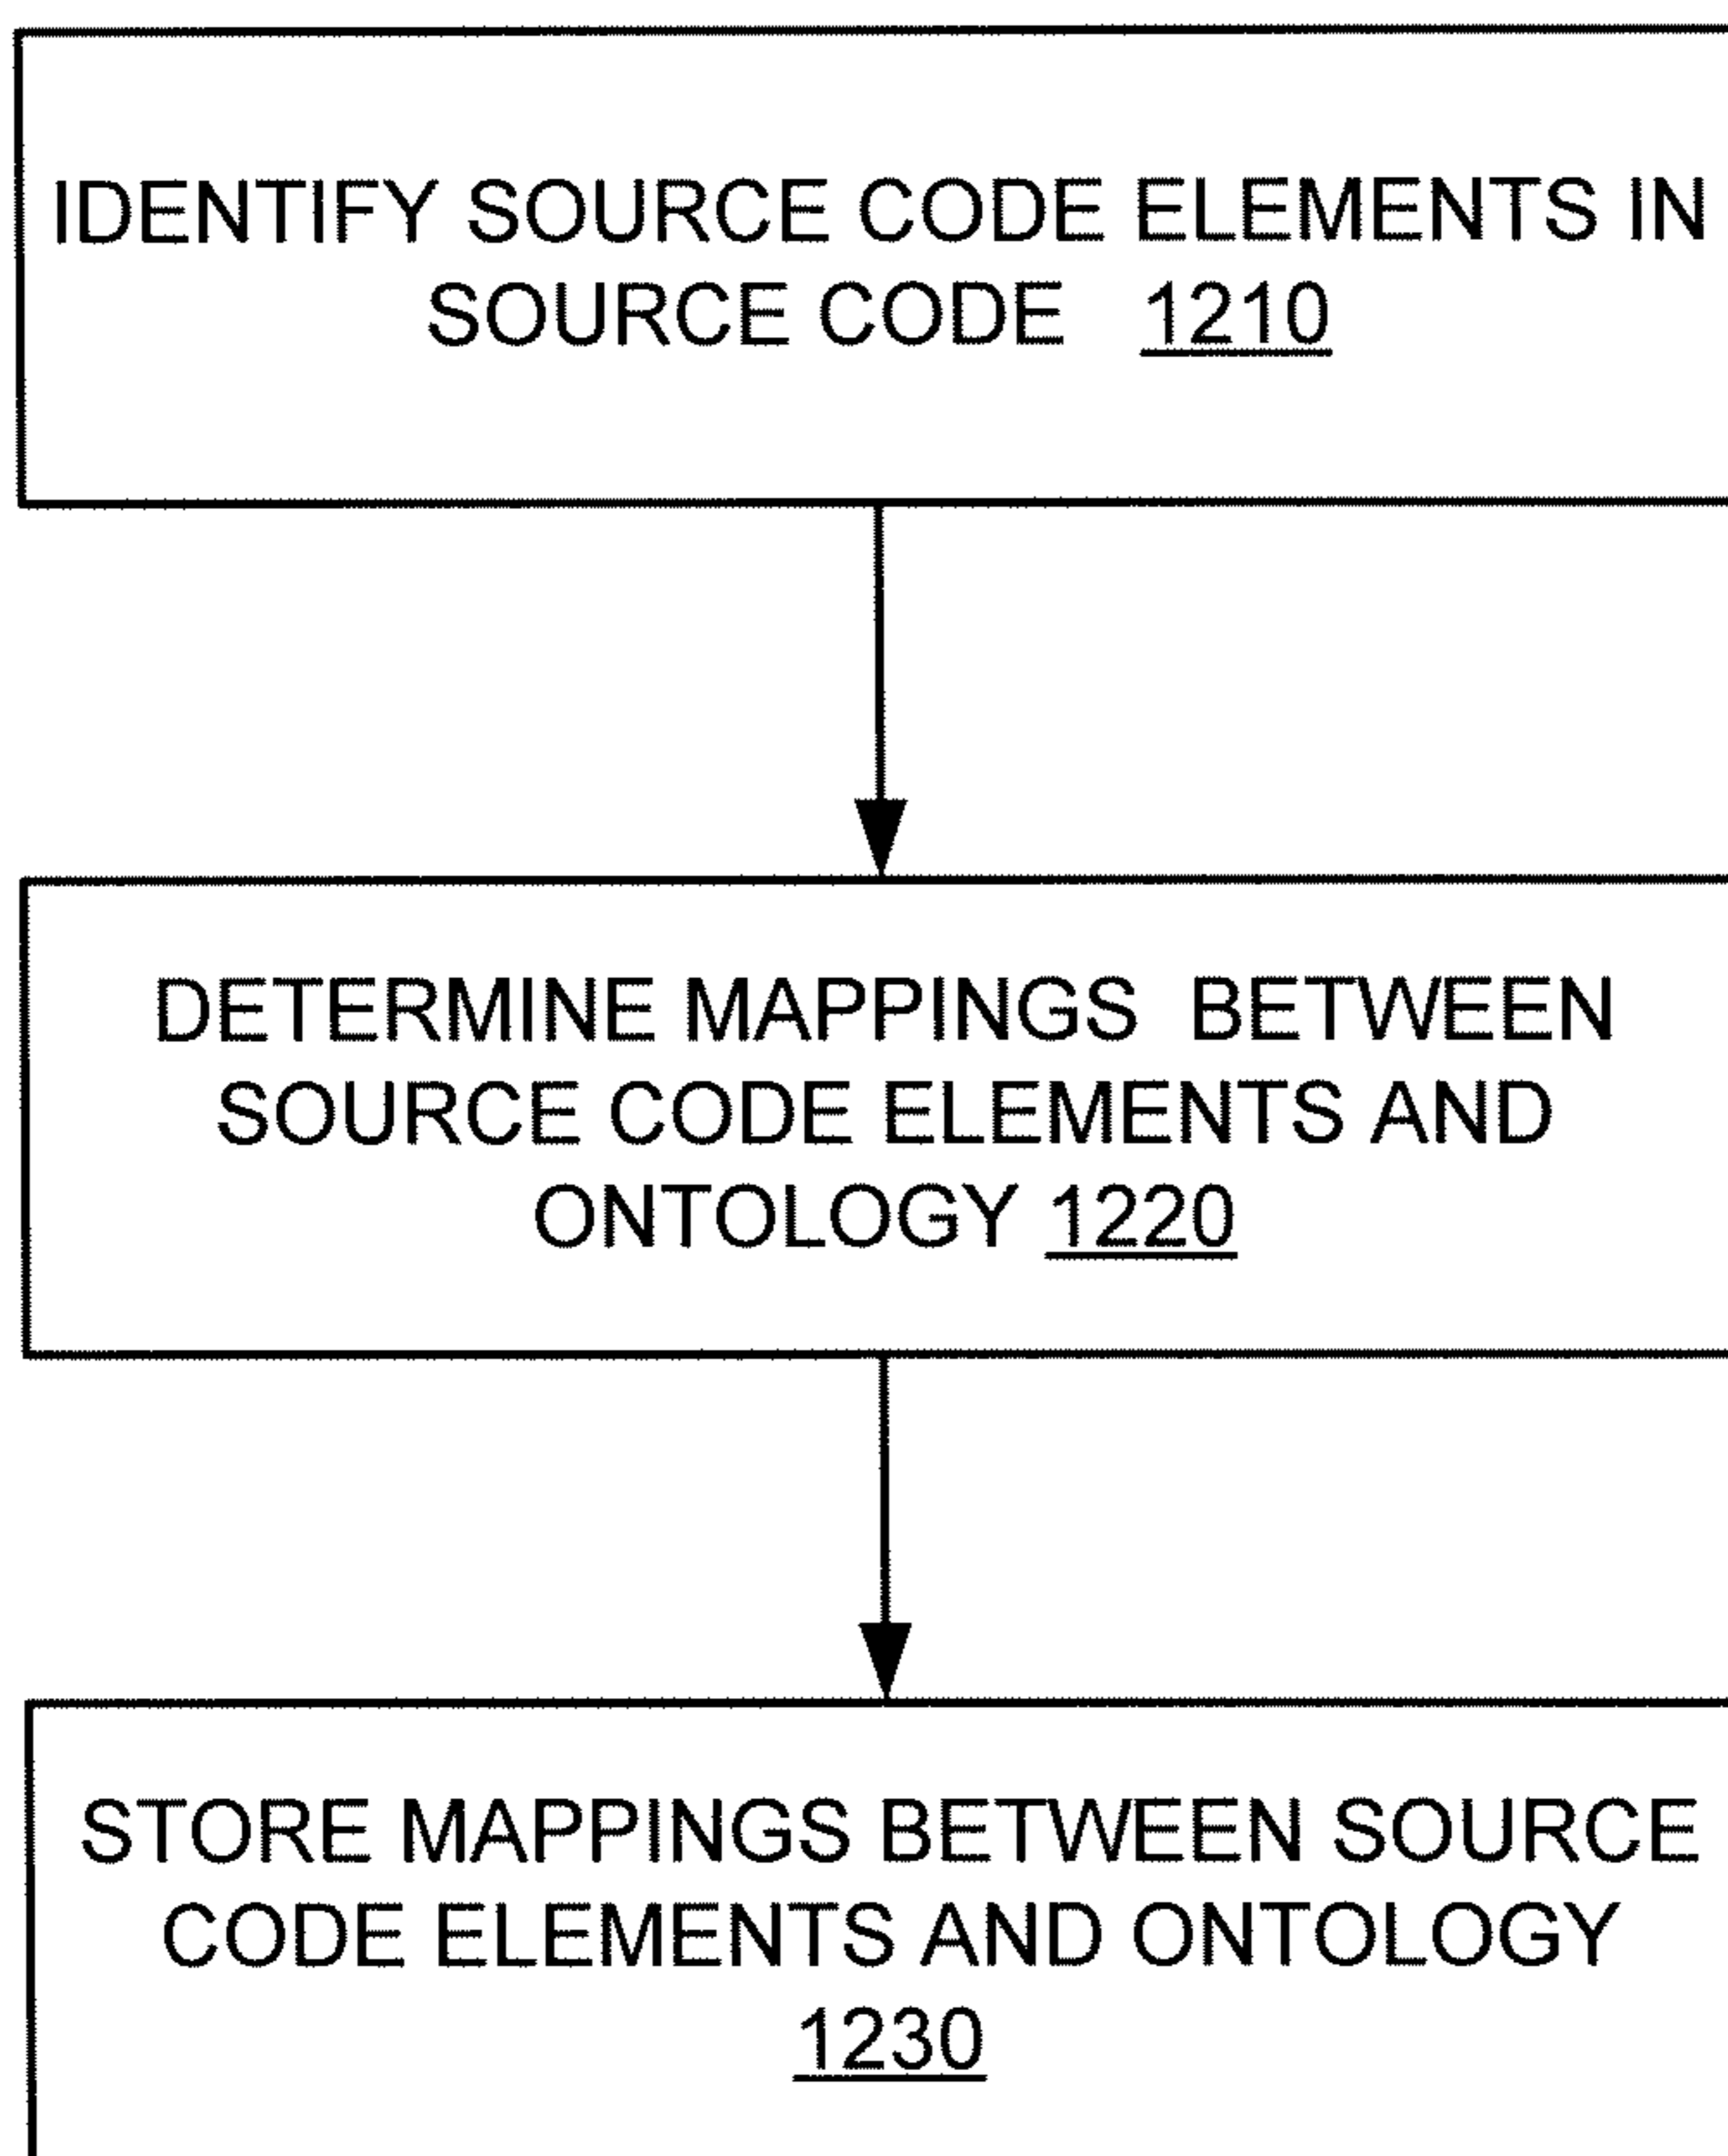 IDENTIFY SOURCE CODE ELEMENTS IN
SOURCE CODE 1210
DETERMINE MAPPINGS BETWEEN
SOURCE CODE ELEMENTS AND
ONTOLOGY 1220
STORE MAPPINGS BETWEEN SOURCE
CODE ELEMENTS AND ONTOLOGY
1230